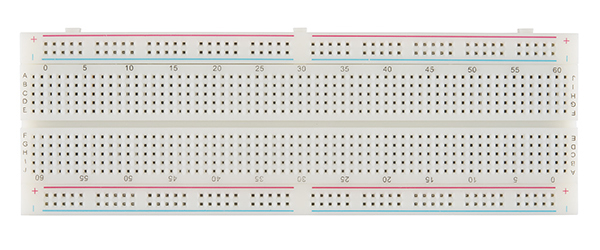 + +
- -
0 5 10 15 20 25 30 35 40 45 50 55 60
A J
B I
C H
D G
E F
F E
G D
H C
I B
J A
60 55 50 45 40 35 30 25 20 15 10 5 0
+ +
- -